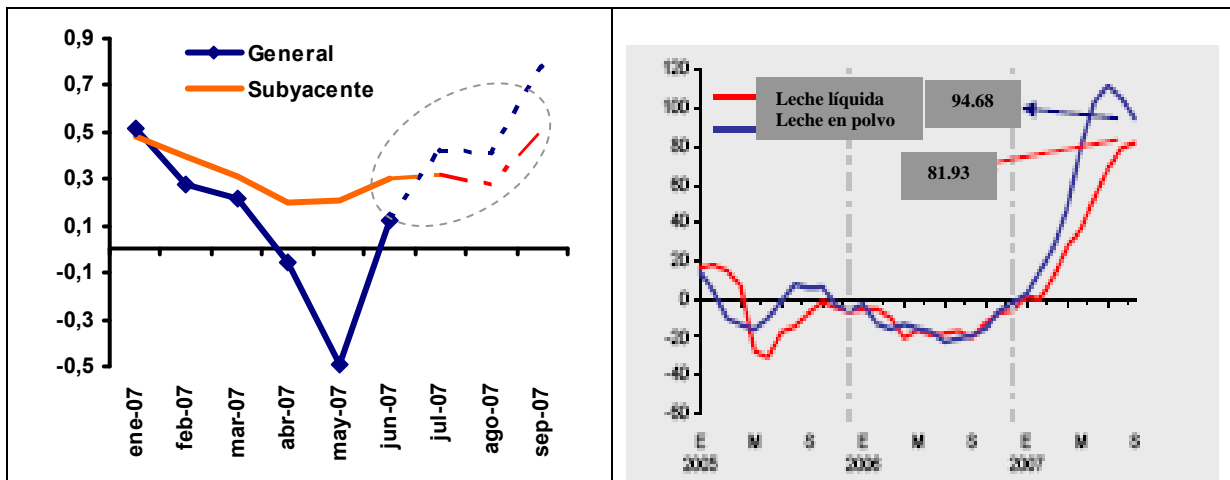 0,9
0,7
0,5
0,3
0,1
-0,1
-0,3
-0,5
General
Subyacente
ene-07
feb-07
mar-07
abr-07
may-07
jun-07
jul-07
ago-07
sep-07
120
100
80
60
40
20
0
-20
-40
-60
Leche líquida
Leche en polvo
94.68
81.93
E M S E M S E M S
2005 2006 2007